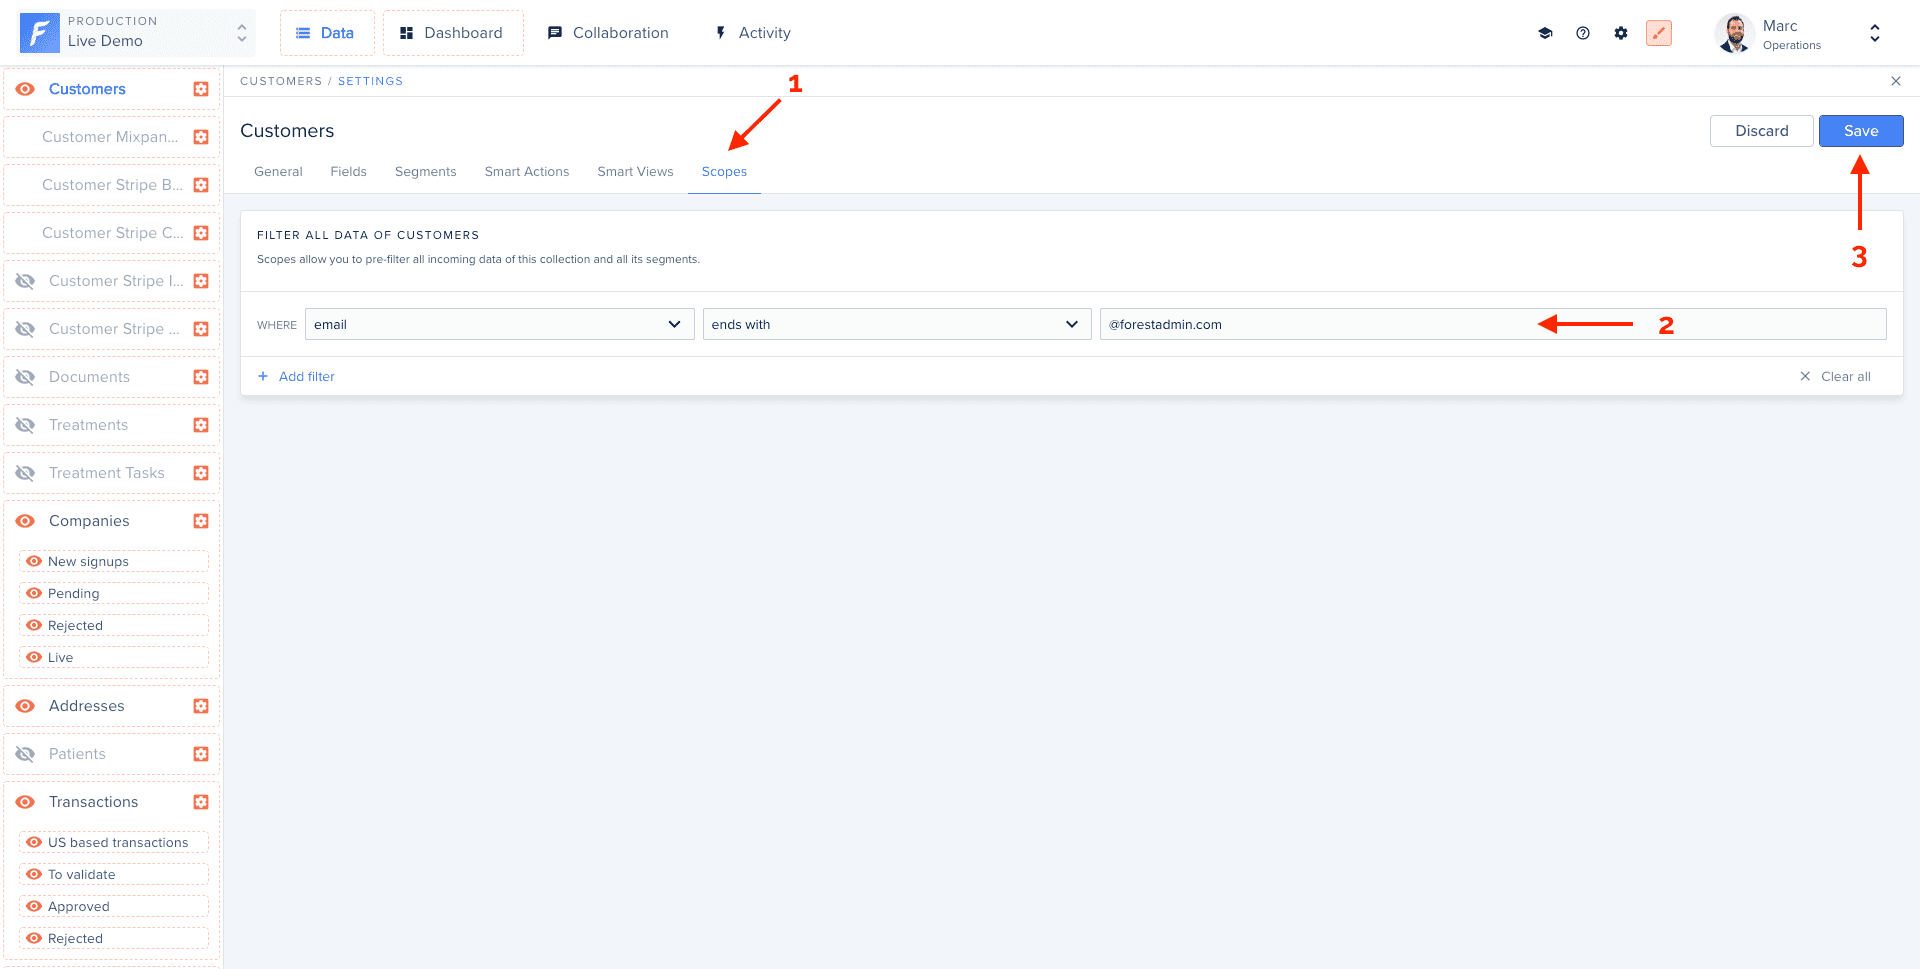 PRODUCTION
Live Demo
Data
Dashboard
Collaboration
Activity
Marc
Operations
Customers
Customer Mixpan...
Customer Stripe B...
Customer Stripe C...
Customer Stripe I...
Customer Stripe ...
Documents
Treatments
Treatment Tasks
Companies
New signups
Pending
Rejected
Live
Addresses
Patients
Transactions
US based transactions
To validate
Approved
Rejected
CUSTOMERS / SETTINGS
1
Customers
Discard
Save
General
Fields
Segments
Smart Actions
Smart Views
Scopes
3
FILTER ALL DATA OF CUSTOMERS
Scopes allow you to pre-filter all incoming data of this collection and all its segments.
WHERE
email
ends with
@forestadmin.com
2
+ Add filter
Clear all